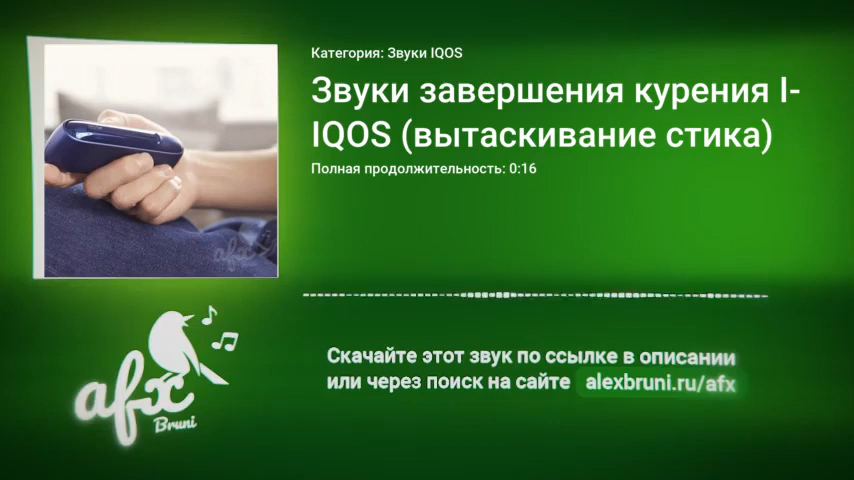 Категория: Звуки IQOS
Звуки завершения курения I-
IQOS (вытаскивание стика)
Полная продолжительность: 0:16
afx
Скачайте этот звук по ссылке в описании
или через поиск на сайте alexbruni.ru/afx
afx
Bruni